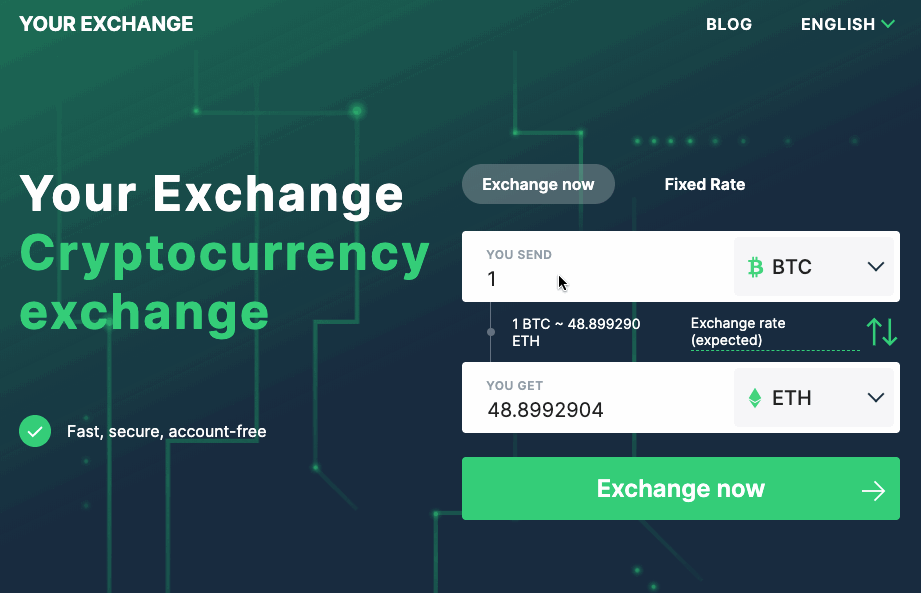 YOUR EXCHANGE
BLOG
ENGLISH
Your Exchange
Cryptocurrency
exchange
Fast, secure, account-free
Exchange now
Fixed Rate
YOU SEND
1
BTC
1 BTC ~ 48.899290
ETH
Exchange rate
(expected)
YOU GET
48.8992904
ETH
Exchange now